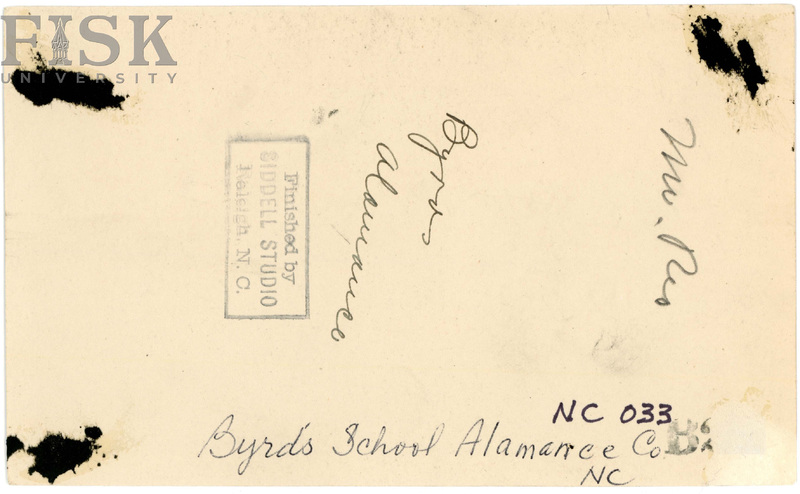 FISK
UNIVERSITY
Finished by
SIDDELL STUDIO
Raleigh, N.C.
Byrds
Alamance
NC 033
Byrd's School Alamance Co
NC